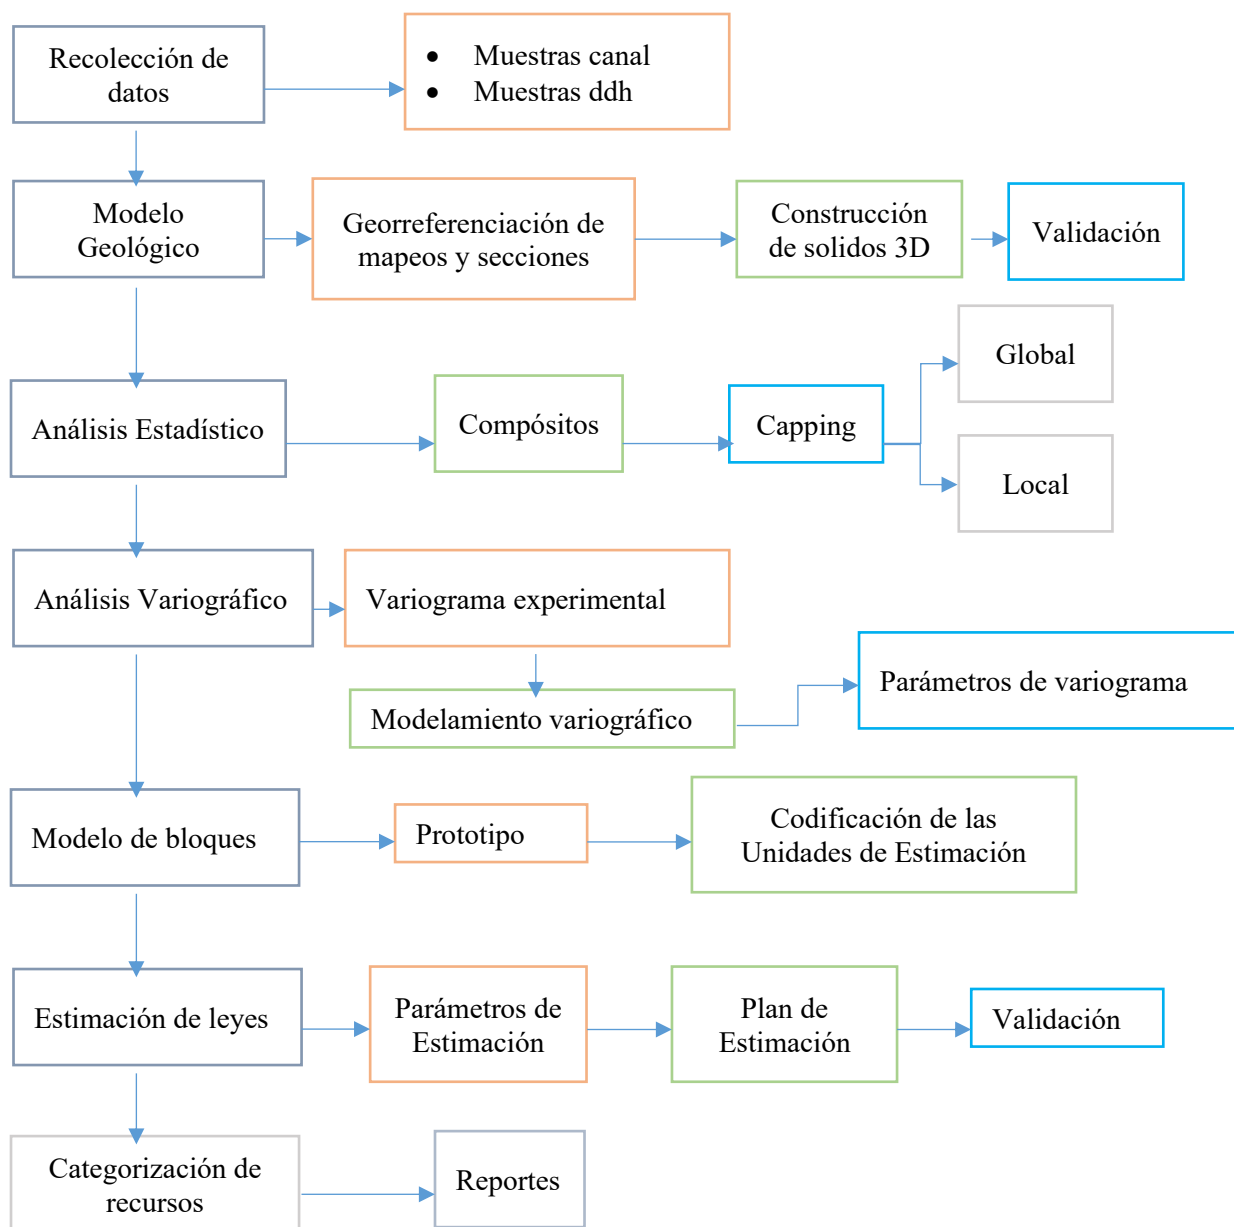 Recolección de
datos
• Muestras canal
• Muestras ddh
Modelo
Geológico
Georreferenciación de
mapeos y secciones
Construcción
de solidos 3D
Validación
Global
Análisis Estadístico
Compósitos
Capping
Local
Análisis Variográfico
Variograma experimental
Modelamiento variográfico
Parámetros de variograma
Modelo de bloques
Prototipo
Codificación de las
Unidades de Estimación
Estimación de leyes
Parámetros de
Estimación
Plan de
Estimación
Validación
Categorización de
recursos
Reportes